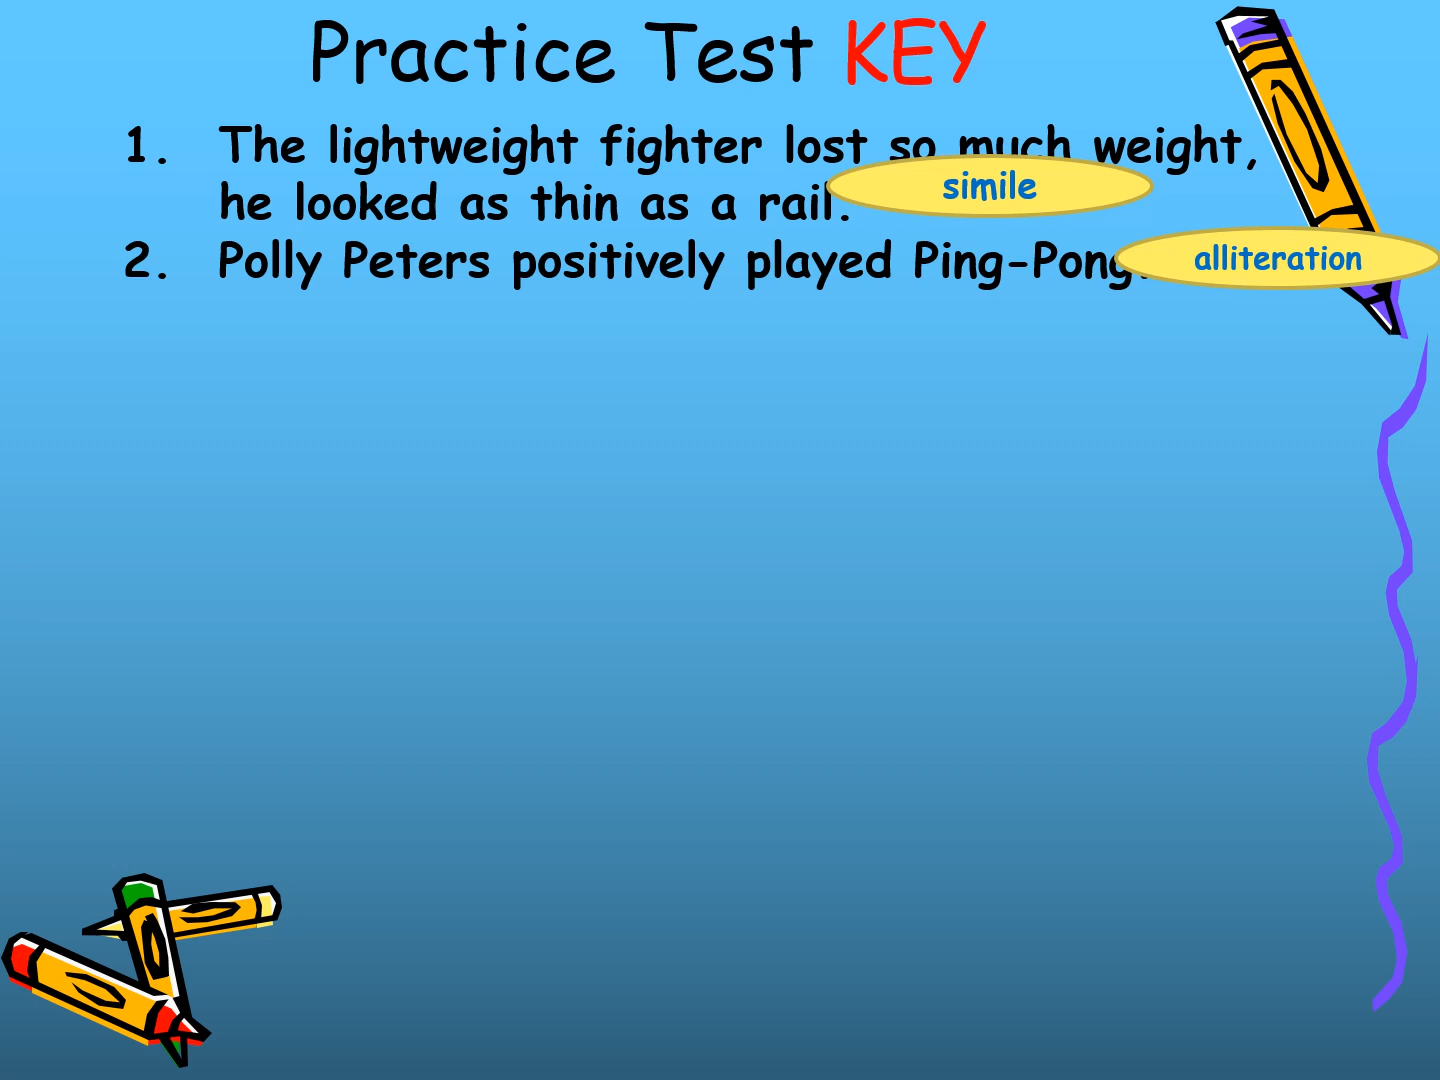 Practice Test KEY
1. The lightweight fighter lost so much weight,
he looked as thin as a rail.
simile
2. Polly Peters positively played Ping-Pong.
alliteration